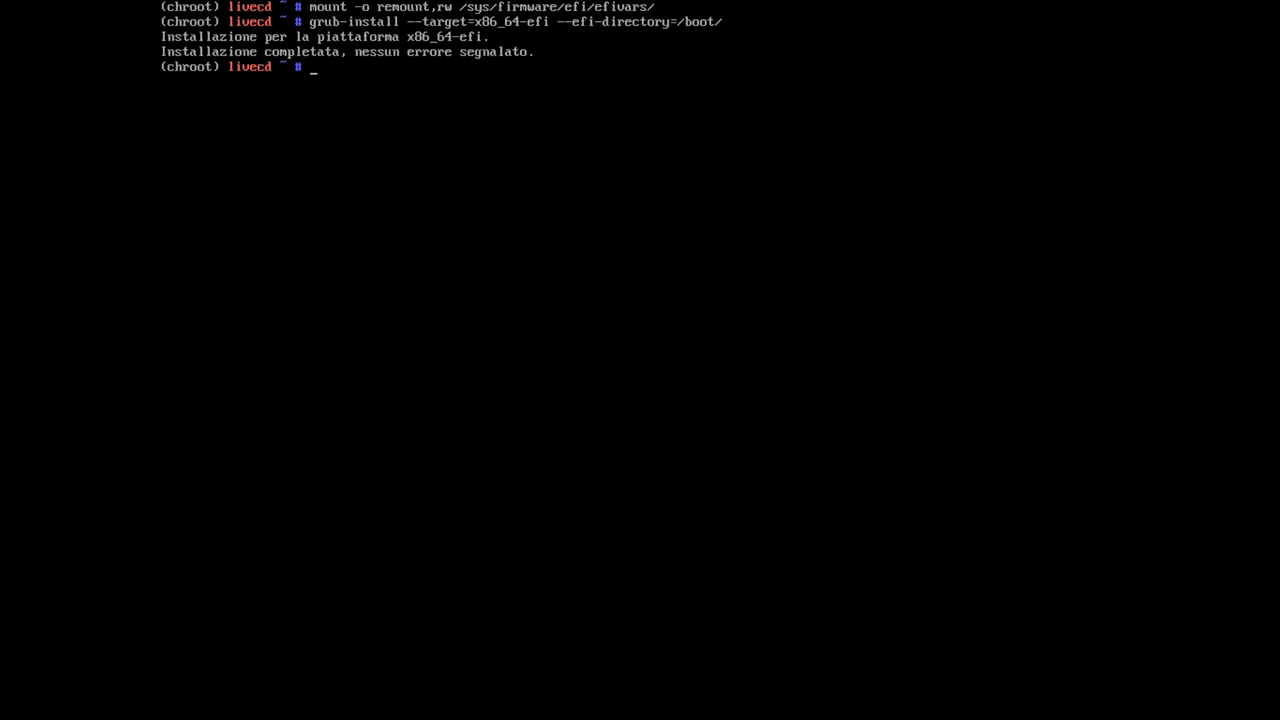 (chroot) livecd ~ # mount -o remount,rw /sys/firmware/efi/efivars/
(chroot) livecd ~ # grub-install --target=x86_64-efi --efi-directory=/boot/
Installazione per la piattaforma x86_64-efi.
Installazione completata, nessun errore segnalato.
(chroot) livecd ~ # _